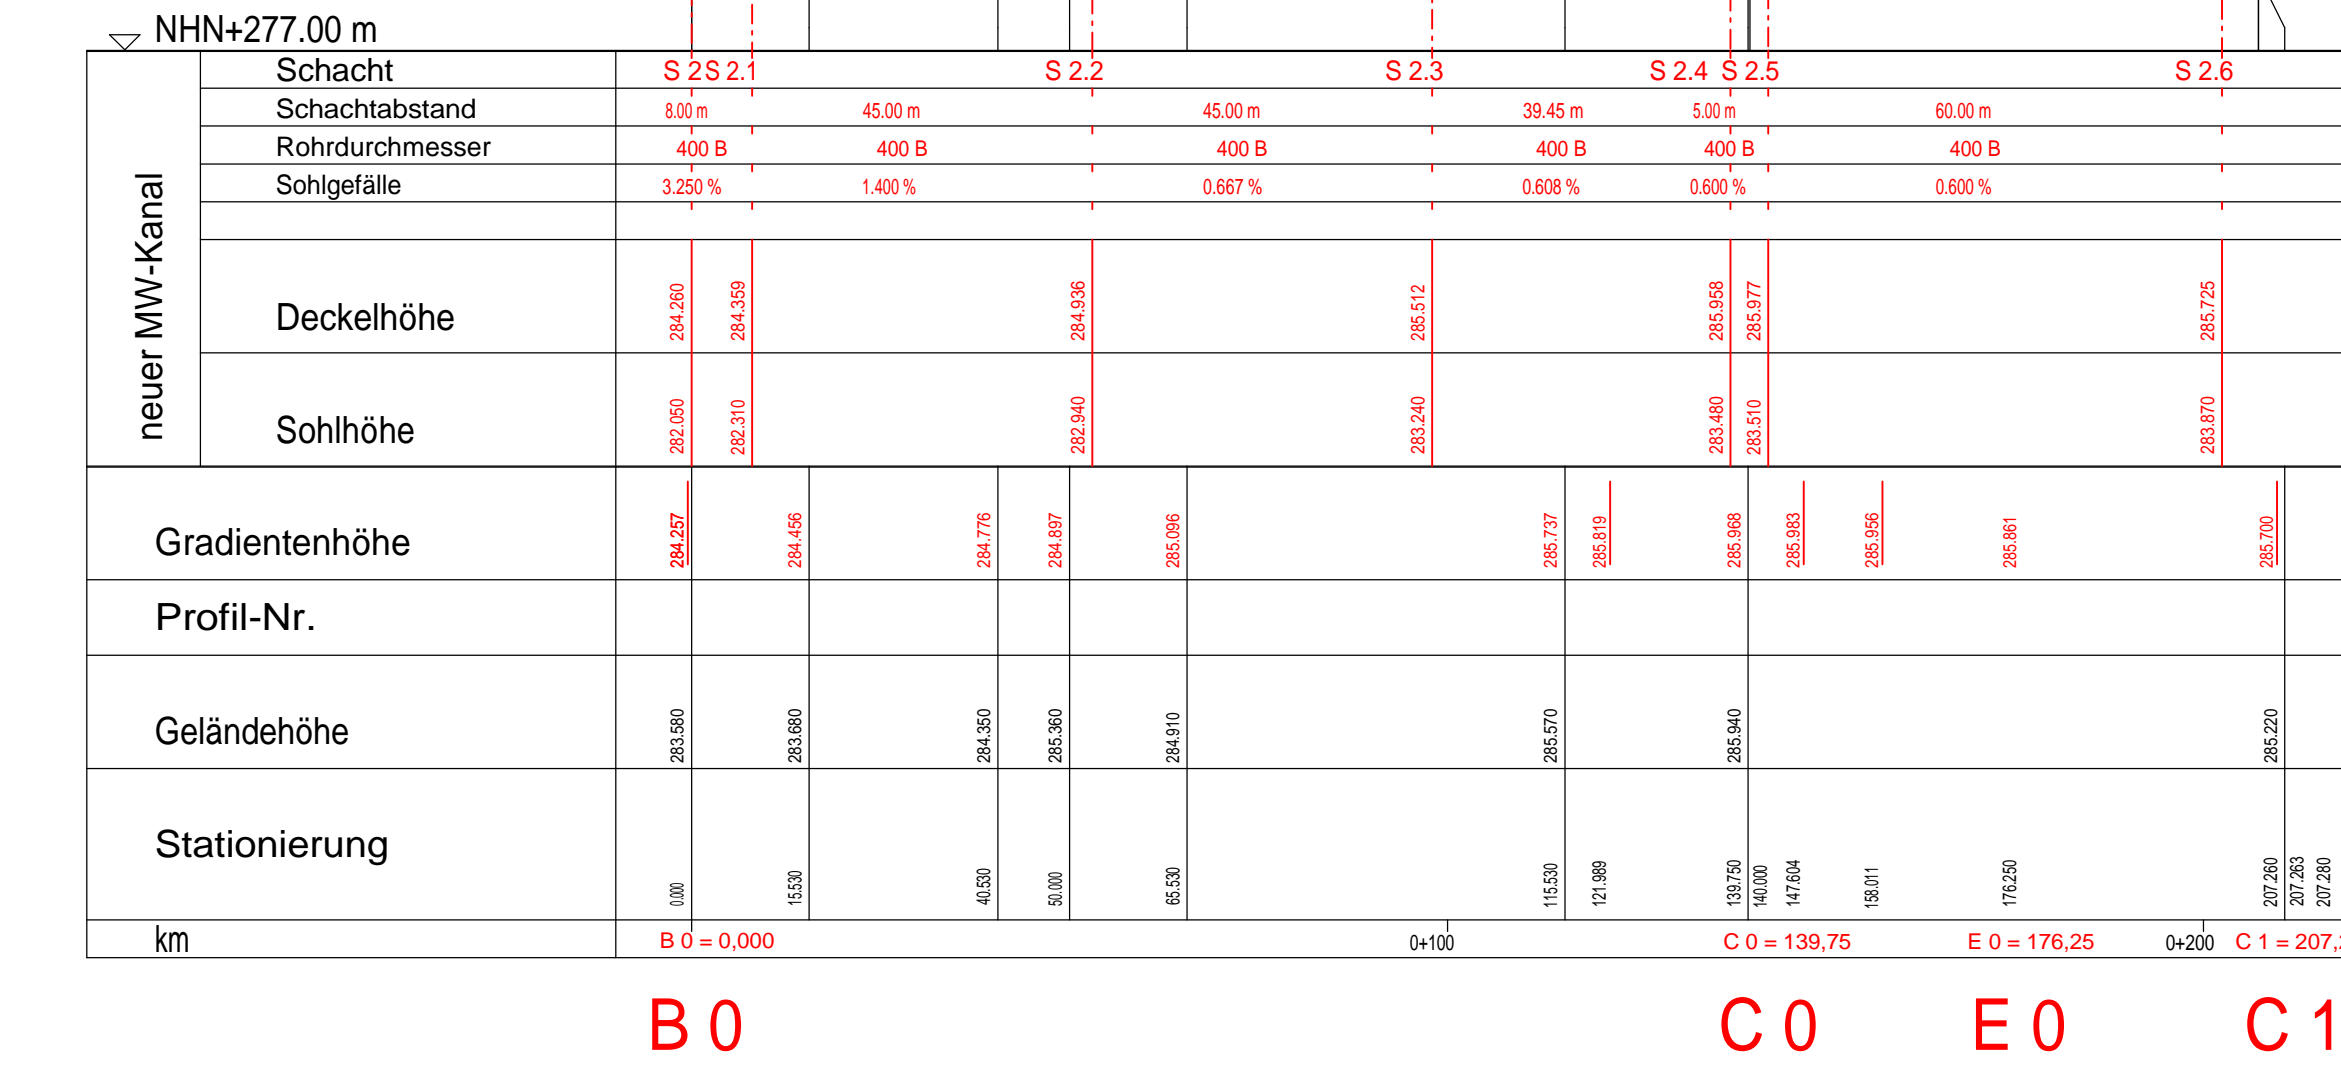 NHN+277.00 m
Schacht S 2 S 2.1 S 2.2 S 2.3 S 2.4 S 2.5 S 2.6
Schachtabstand 8.00 m 45.00 m 45.00 m 39.45 m 5.00 m 60.00 m
Rohrdurchmesser 400 B 400 B 400 B 400 B 400 B 400 B
Sohlgefälle 3.250 % 1.400 % 0.667 % 0.608 % 0.600 % 0.600 %
neuer MW-Kanal
Deckelhöhe 284.260 284.359 284.936 285.512 285.958 285.977 285.725
Sohlhöhe 282.050 282.310 282.940 283.240 283.480 283.510 283.870
Gradientenhöhe 284.257 284.456 284.776 284.897 285.096 285.737 285.819 285.968 285.983 285.956 285.861 285.700
Profil-Nr.
Geländehöhe 283.580 283.680 284.350 285.360 284.910 285.570 285.940 285.220
Stationierung 0.000 15.530 40.530 50.000 65.530 115.530 121.989 139.750 140.000 147.604 158.011 176.250 207.260 207.263 207.280
km B 0 = 0,000 0+100 C 0 = 139,75 E 0 = 176,25 0+200 C 1 = 207,
B 0 C 0 E 0 C 1